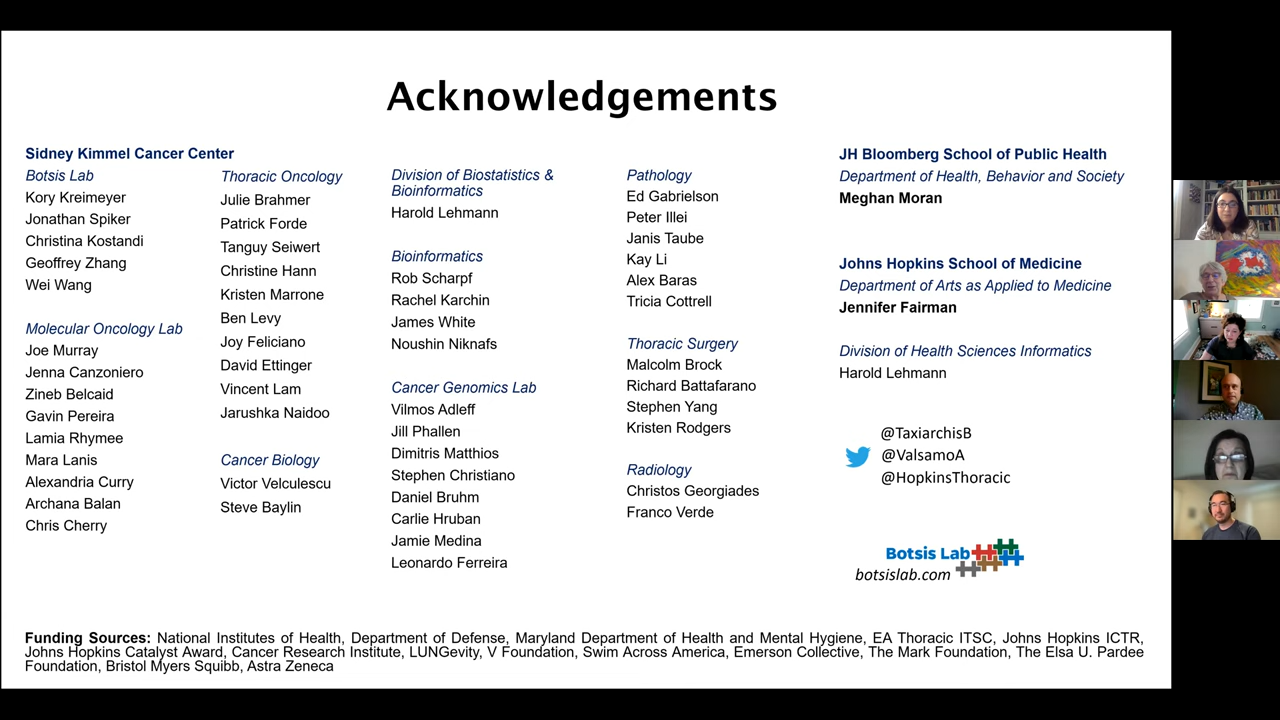 Acknowledgements
Sidney Kimmel Cancer Center
Botsis Lab
Kory Kreimeyer
Jonathan Spiker
Christina Kostandi
Geoffrey Zhang
Wei Wang
Molecular Oncology Lab
Joe Murray
Jenna Canzoniero
Zineb Belcaid
Gavin Pereira
Lamia Rhymee
Mara Lanis
Alexandria Curry
Archana Balan
Chris Cherry
Thoracic Oncology
Julie Brahmer
Patrick Forde
Tanguy Seiwert
Christine Hann
Kristen Marrone
Ben Levy
Joy Feliciano
David Ettinger
Vincent Lam
Jarushka Naidoo
Cancer Biology
Victor Velculescu
Steve Baylin
Division of Biostatistics &
Bioinformatics
Harold Lehmann
Bioinformatics
Rob Scharpf
Rachel Karchin
James White
Noushin Niknafs
Cancer Genomics Lab
Vilmos Adleff
Jill Phallen
Dimitris Matthios
Stephen Christiano
Daniel Bruhm
Carlie Hruban
Jamie Medina
Leonardo Ferreira
Pathology
Ed Gabrielson
Peter Illei
Janis Taube
Kay Li
Alex Baras
Tricia Cottrell
Thoracic Surgery
Malcolm Brock
Richard Battafarano
Stephen Yang
Kristen Rodgers
Radiology
Christos Georgiades
Franco Verde
JH Bloomberg School of Public Health
Department of Health, Behavior and Society
Meghan Moran
Johns Hopkins School of Medicine
Department of Arts as Applied to Medicine
Jennifer Fairman
Division of Health Sciences Informatics
Harold Lehmann
@TaxiarchisB
@ValsamoA
@HopkinsThoracic
Botsis Lab
botsislab.com
Funding Sources: National Institutes of Health, Department of Defense, Maryland Department of Health and Mental Hygiene, EA Thoracic ITSC, Johns Hopkins ICTR,
Johns Hopkins Catalyst Award, Cancer Research Institute, LUNGevity, V Foundation, Swim Across America, Emerson Collective, The Mark Foundation, The Elsa U. Pardee
Foundation, Bristol Myers Squibb, Astra Zeneca